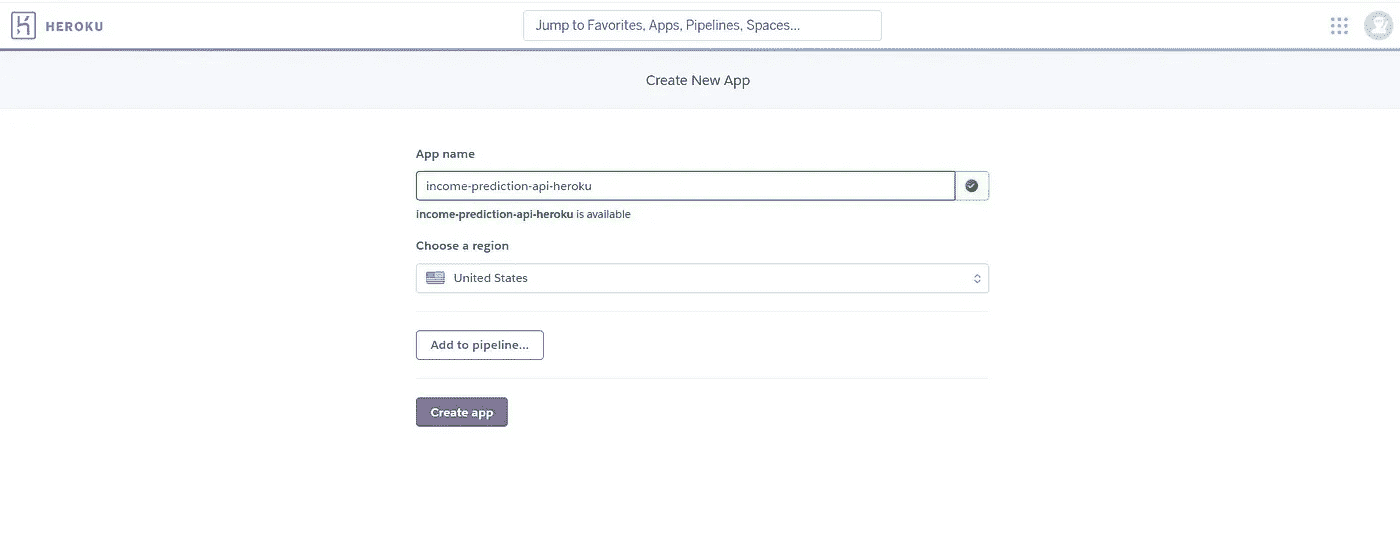 HEROKU
Jump to Favorites, Apps, Pipelines, Spaces...
Create New App
App name
income-prediction-api-heroku
income-prediction-api-heroku is available
Choose a region
United States
Add to pipeline...
Create app